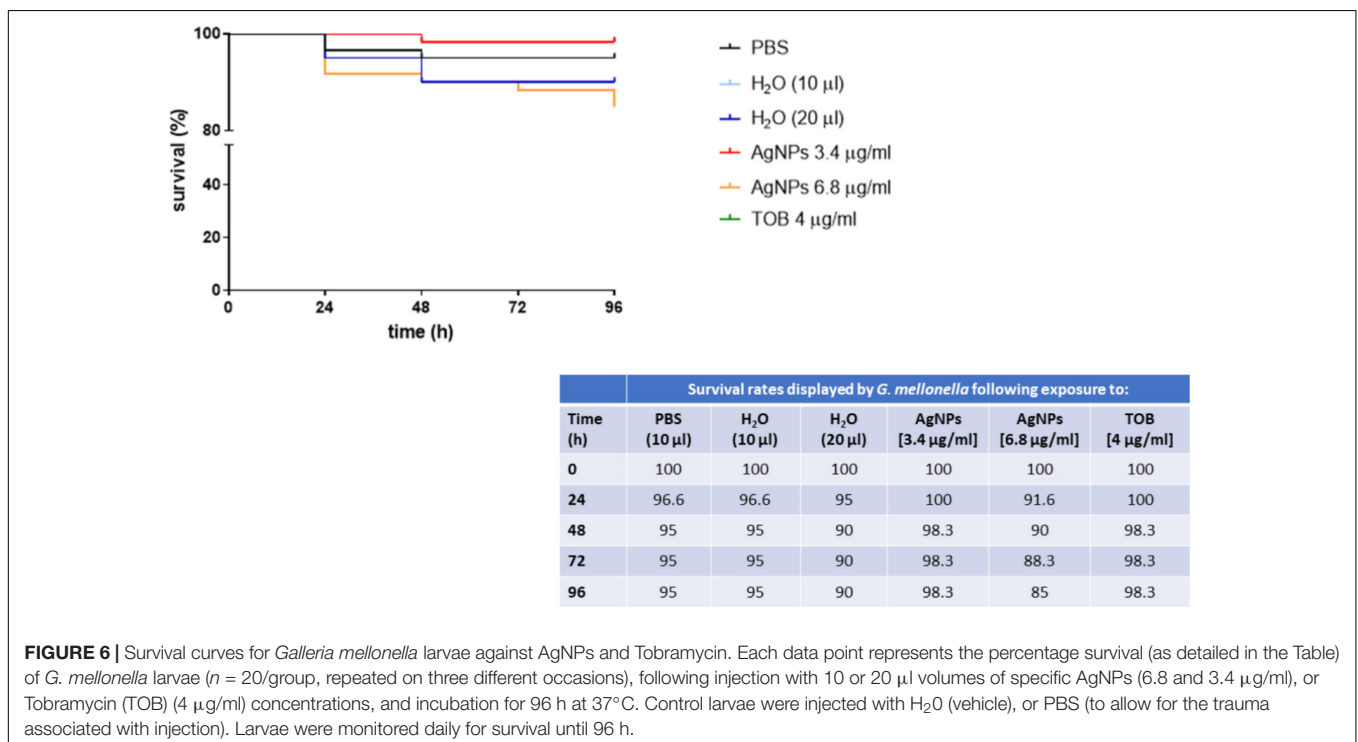 100
80
40
20
0
survival (%)
0 24 48 72 96
time (h)
PBS
H₂O (10 μl)
H₂O (20 μl)
AgNPs 3.4 μg/ml
AgNPs 6.8 μg/ml
TOB 4 μg/ml
Survival rates displayed by G. mellonella following exposure to:
Time (h) PBS (10 μl) H₂O (10 μl) H₂O (20 μl) AgNPs [3.4 μg/ml] AgNPs [6.8 μg/ml] TOB [4 μg/ml]
0 100 100 100 100 100 100
24 96.6 96.6 95 100 91.6 100
48 95 95 90 98.3 90 98.3
72 95 95 90 98.3 88.3 98.3
96 95 95 90 98.3 85 98.3
FIGURE 6 | Survival curves for Galleria mellonella larvae against AgNPs and Tobramycin. Each data point represents the percentage survival (as detailed in the Table)
of G. mellonella larvae (n = 20/group, repeated on three different occasions), following injection with 10 or 20 μl volumes of specific AgNPs (6.8 and 3.4 μg/ml), or
Tobramycin (TOB) (4 μg/ml) concentrations, and incubation for 96 h at 37°C. Control larvae were injected with H₂0 (vehicle), or PBS (to allow for the trauma
associated with injection). Larvae were monitored daily for survival until 96 h.